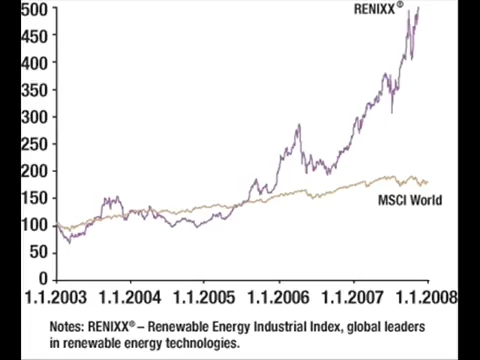 RENIXX®
500
450
400
350
300
250
200
150
100
50
0
MSCI World
1.1.2003 1.1.2004 1.1.2005 1.1.2006 1.1.2007 1.1.2008
Notes: RENIXX® – Renewable Energy Industrial Index, global leaders
in renewable energy technologies.